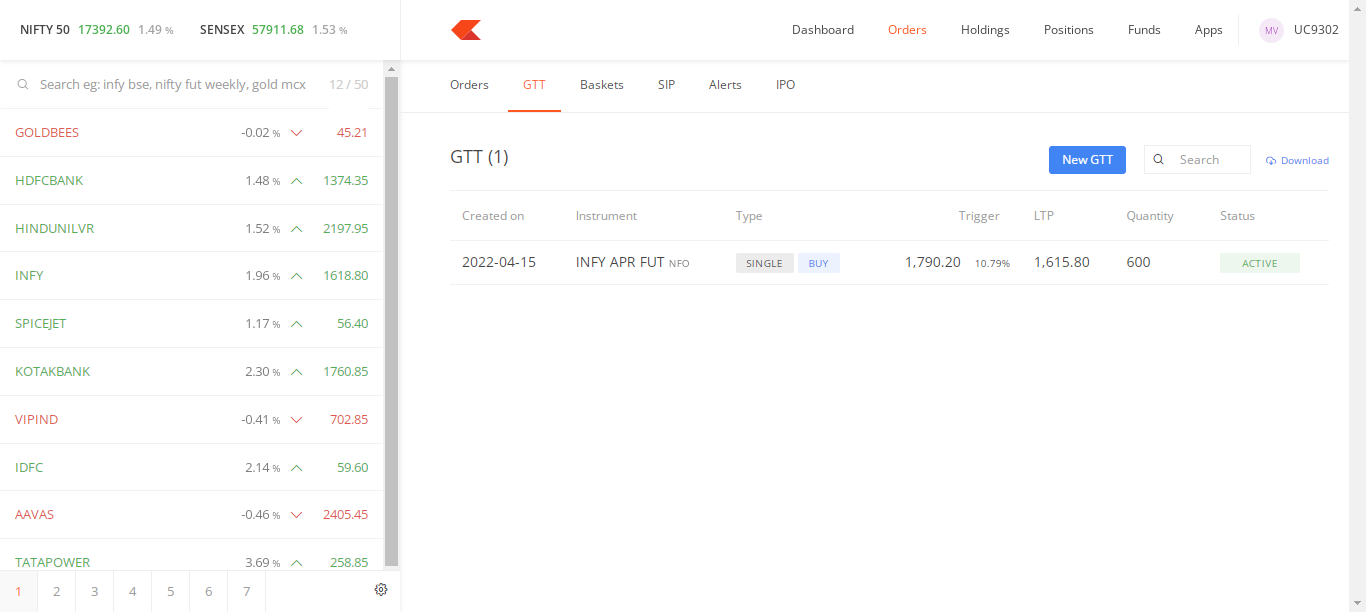 NIFTY 50 17392.60 1.49 % SENSEX 57911.68 1.53 %
Dashboard Orders Holdings Positions Funds Apps MV UC9302
Search eg: infy bse, nifty fut weekly, gold mcx 12 / 50
Orders GTT Baskets SIP Alerts IPO
GOLDBEES -0.02 % 45.21
HDFCBANK 1.48 % 1374.35
HINDUNILVR 1.52 % 2197.95
INFY 1.96 % 1618.80
SPICEJET 1.17 % 56.40
KOTAKBANK 2.30 % 1760.85
VIPIND -0.41 % 702.85
IDFC 2.14 % 59.60
AAVAS -0.46 % 2405.45
TATAPOWER 3.69 % 258.85
1 2 3 4 5 6 7
GTT (1) New GTT Search Download
Created on Instrument Type Trigger LTP Quantity Status
2022-04-15 INFY APR FUT NFO SINGLE BUY 1,790.20 10.79% 1,615.80 600 ACTIVE